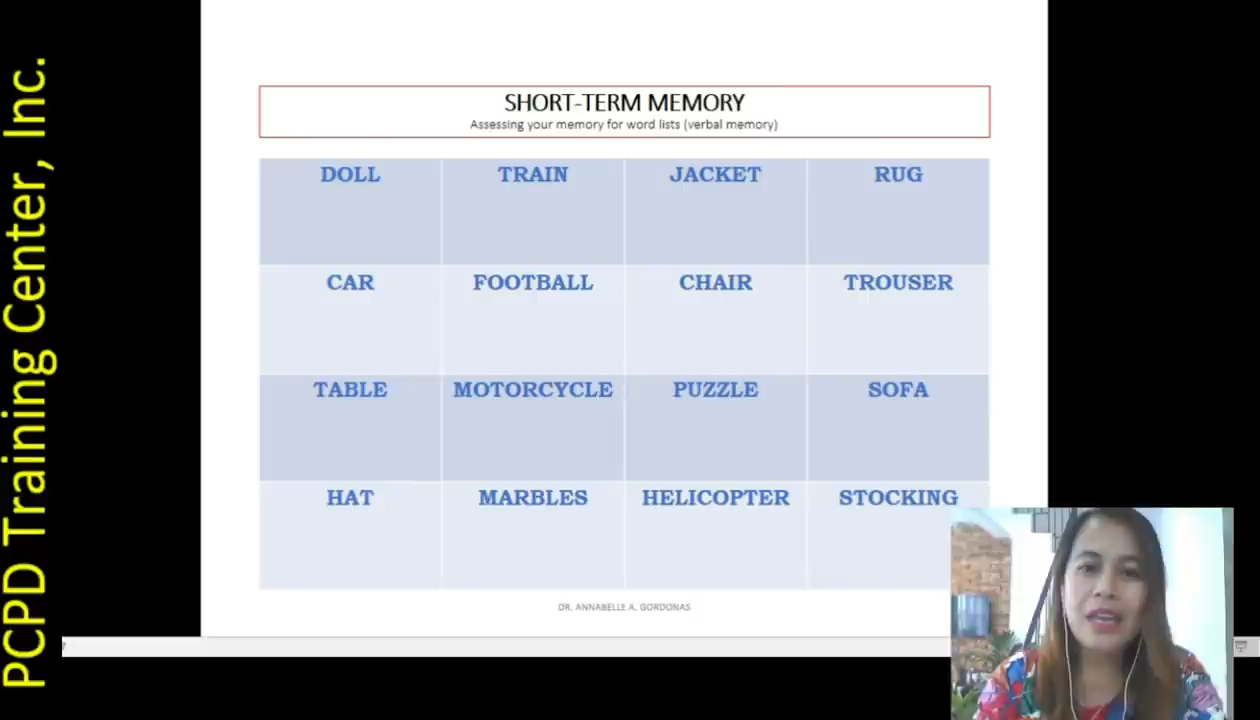 PCPD Training Center, Inc.
SHORT-TERM MEMORY
Assessing your memory for word lists (verbal memory)
DOLL TRAIN JACKET RUG
CAR FOOTBALL CHAIR TROUSER
TABLE MOTORCYCLE PUZZLE SOFA
HAT MARBLES HELICOPTER STOCKING
DR. ANNABELLE A. GORDONAS